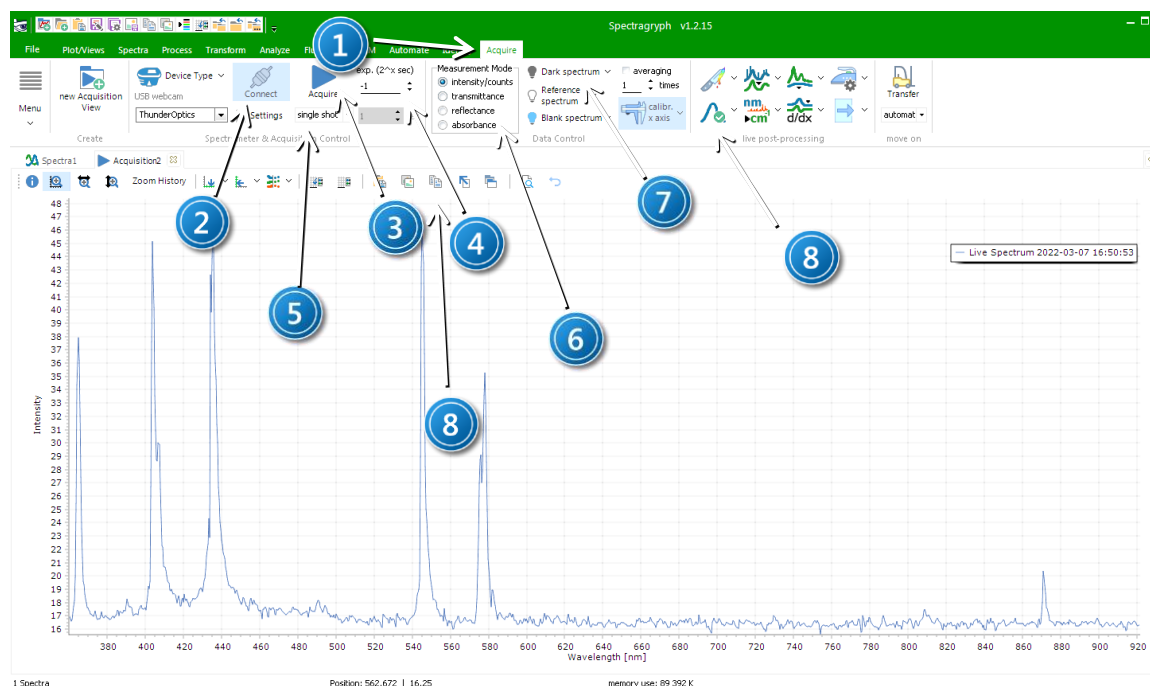 Spectragryph v1.2.15
File Plot/Views Spectra Process Transform Analyze Automate Acquire
1
Menu
new Acquisition View
Create
Device Type
USB webcam
ThunderOptics
Connect
Settings
Acquire
single shot
exp. (2^x sec)
-1
1
Spectrometer & Acquisition Control
Measurement Mode
intensity/counts
transmittance
reflectance
absorbance
Dark spectrum
Reference spectrum
Blank spectrum
averaging
1 times
calibr. x axis
Data Control
nm
►cm
d/dx
live post-processing
Transfer
automat
move on
Spectra1
Acquisition2
Zoom History
2
3
4
5
6
7
8
8
Live Spectrum 2022-03-07 16:50:53
Intensity
48
47
46
45
44
43
42
41
40
39
38
37
36
35
34
33
32
31
30
29
28
27
26
25
24
23
22
21
20
19
18
17
16
380 400 420 440 460 480 500 520 540 560 580 600 620 640 660 680 700 720 740 760 780 800 820 840 860 880 900 920
Wavelength [nm]
1 Spectra
Position: 562.672 | 16.25
memory use: 89 392 K